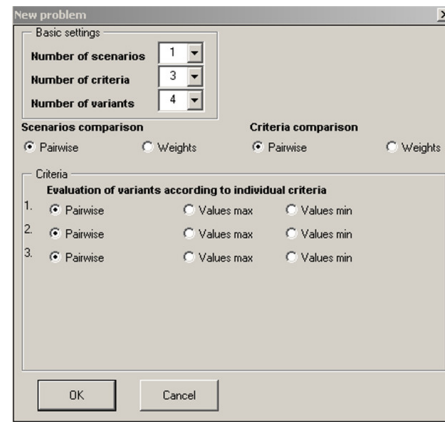 New problem
Basic settings
Number of scenarios 1
Number of criteria 3
Number of variants 4
Scenarios comparison Criteria comparison
Pairwise Weights Pairwise Weights
Criteria
Evaluation of variants according to individual criteria
1. Pairwise Values max Values min
2. Pairwise Values max Values min
3. Pairwise Values max Values min
OK Cancel